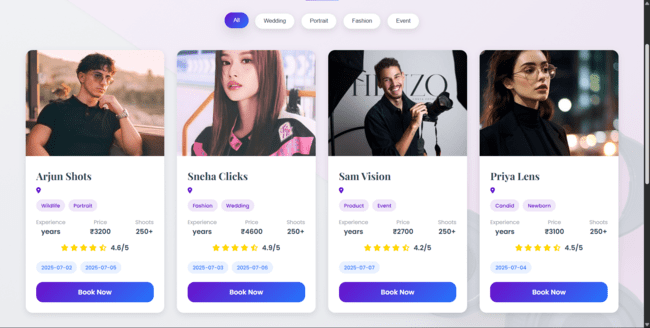 All Wedding Portrait Fashion Event
FENZO
Arjun Shots Sneha Clicks Sam Vision Priya Lens
Wildlife Portrait Fashion Wedding Product Event Candid Newborn
Experience Price Shoots Experience Price Shoots Experience Price Shoots Experience Price Shoots
years ₹3200 250+ years ₹4600 250+ years ₹2700 250+ years ₹3100 250+
4.6/5 4.9/5 4.2/5 4.5/5
2025-07-02 2025-07-05 2025-07-03 2025-07-06 2025-07-07 2025-07-04
Book Now Book Now Book Now Book Now